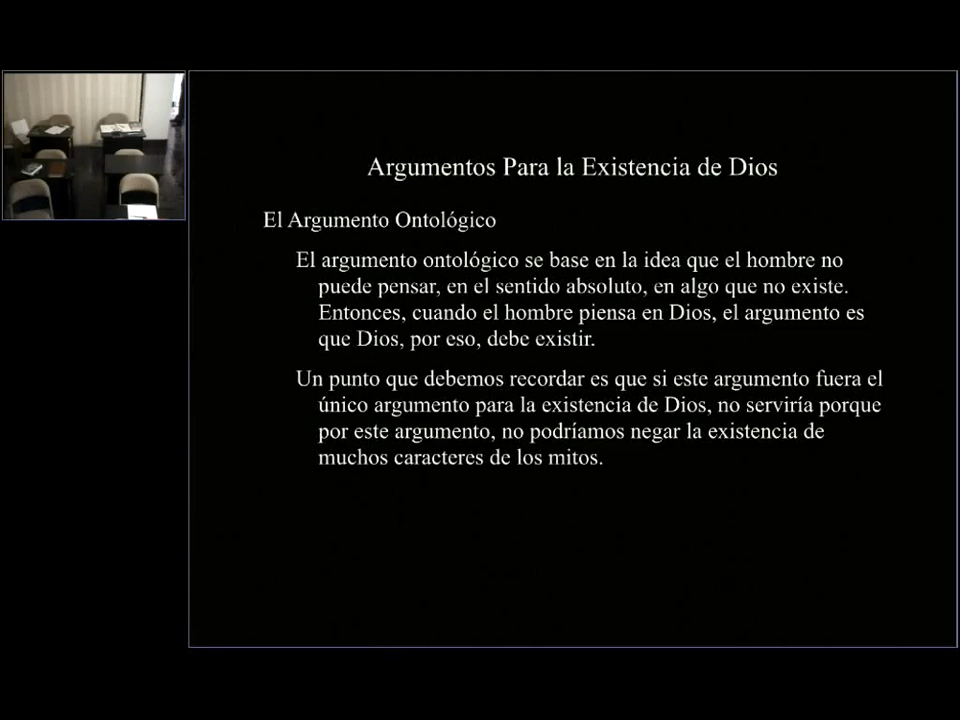 Argumentos Para la Existencia de Dios
El Argumento Ontológico
El argumento ontológico se base en la idea que el hombre no
puede pensar, en el sentido absoluto, en algo que no existe.
Entonces, cuando el hombre piensa en Dios, el argumento es
que Dios, por eso, debe existir.
Un punto que debemos recordar es que si este argumento fuera el
único argumento para la existencia de Dios, no serviría porque
por este argumento, no podríamos negar la existencia de
muchos caracteres de los mitos.